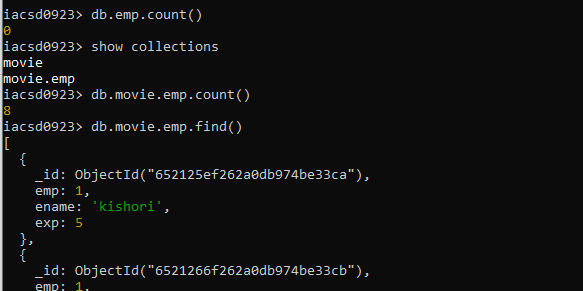 iacsd0923> db.emp.count()
0
iacsd0923> show collections
movie
movie.emp
iacsd0923> db.movie.emp.count()
8
iacsd0923> db.movie.emp.find()
[
  {
    _id: ObjectId("652125ef262a0db974be33ca"),
    emp: 1,
    ename: 'kishori',
    exp: 5
  },
  {
    _id: ObjectId("6521266f262a0db974be33cb"),
    emp: 1,